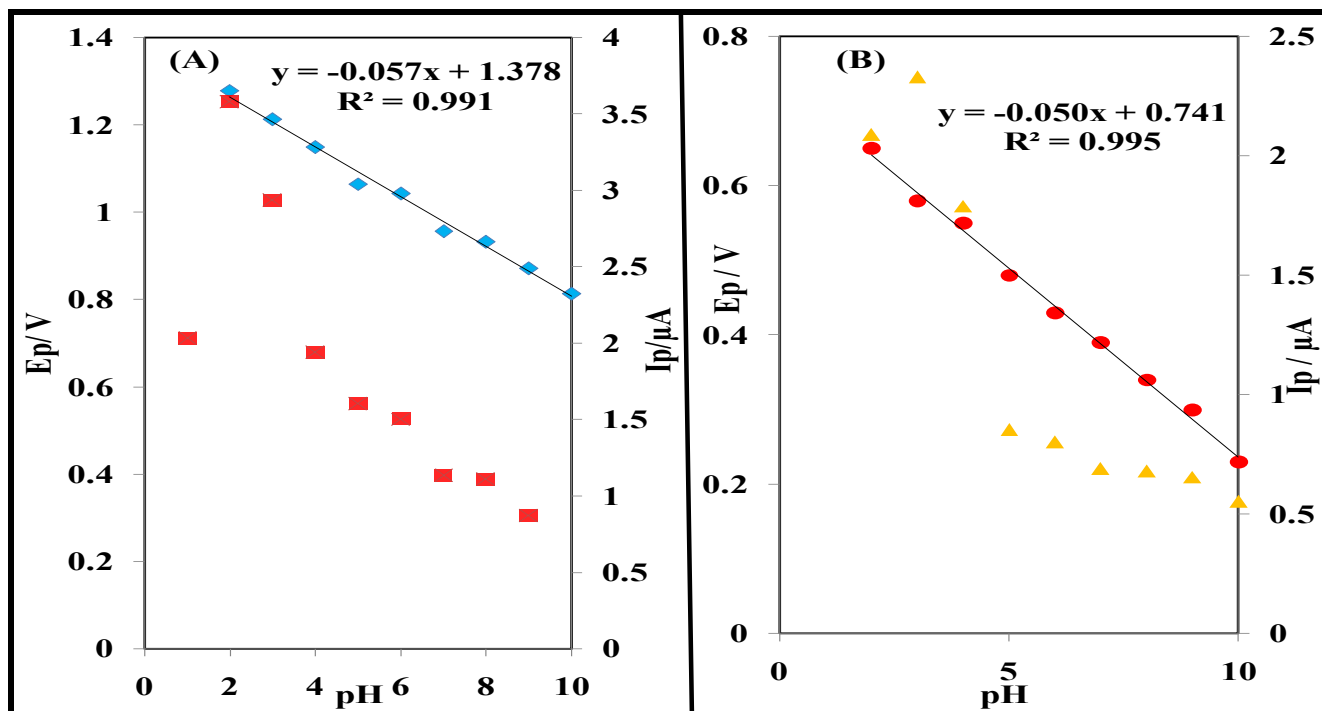 (A)
y = -0.057x + 1.378
R² = 0.991
Ep/V
1.4
1.2
1
0.8
0.6
0.4
0.2
0
4
3.5
3
2.5
2
1.5
1
0.5
0
Ip/µA
0 2 4 6 8 10
pH
(B)
y = -0.050x + 0.741
R² = 0.995
Ep / V
0.8
0.6
0.4
0.2
0
2.5
2
1.5
1
0.5
0
Ip / µA
0 5 10
pH